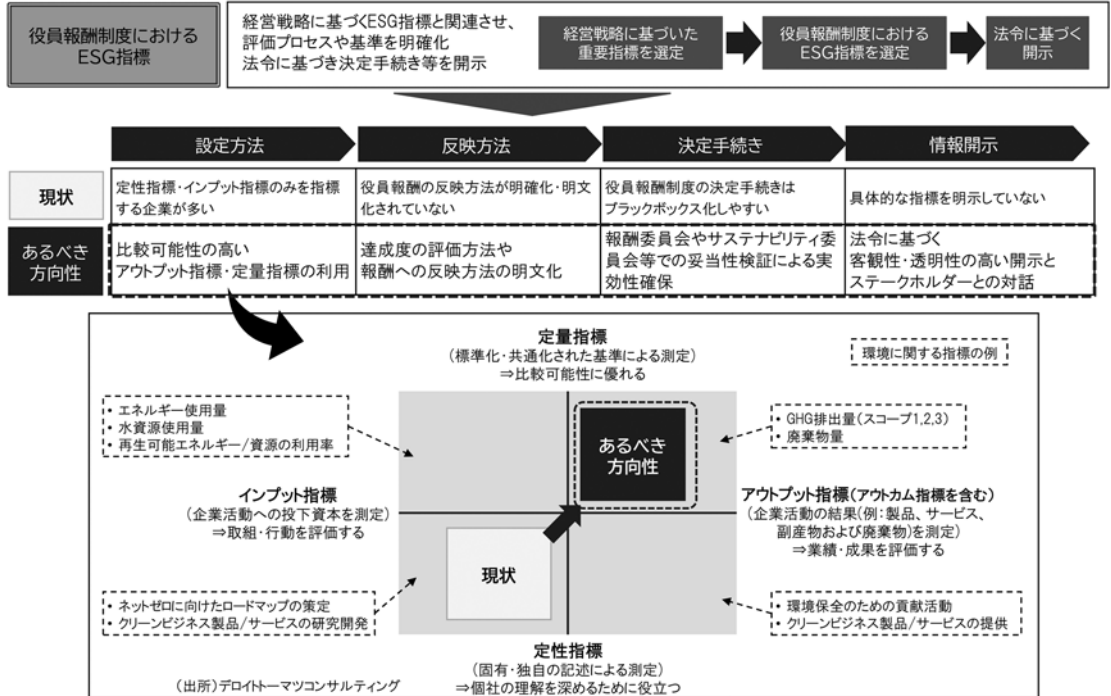 役員報酬制度における
ESG指標
経営戦略に基づくESG指標と関連させ、
評価プロセスや基準を明確化
法令に基づき決定手続き等を開示
経営戦略に基づいた
重要指標を選定
役員報酬制度における
ESG指標を選定
法令に基づく
開示
設定方法
反映方法
決定手続き
情報開示
現状
定性指標・インプット指標のみを指標
する企業が多い
役員報酬の反映方法が明確化・明文
化されていない
役員報酬制度の決定手続きは
ブラックボックス化しやすい
具体的な指標を明示していない
あるべき
方向性
比較可能性の高い
アウトプット指標・定量指標の利用
達成度の評価方法や
報酬への反映方法の明文化
報酬委員会やサステナビリティ委
員会等での妥当性検証による実
効性確保
法令に基づく
客観性・透明性の高い開示と
ステークホルダーとの対話
定量指標
(標準化・共通化された基準による測定)
⇒比較可能性に優れる
環境に関する指標の例
• エネルギー使用量
• 水資源使用量
• 再生可能エネルギー/資源の利用率
あるべき
方向性
• GHG排出量(スコープ1,2,3)
• 廃棄物量
インプット指標
(企業活動への投下資本を測定)
⇒取組・行動を評価する
アウトプット指標(アウトカム指標を含む)
(企業活動の結果(例:製品、サービス、
副産物および廃棄物)を測定)
⇒業績・成果を評価する
現状
• ネットゼロに向けたロードマップの策定
• クリーンビジネス製品/サービスの研究開発
• 環境保全のための貢献活動
• クリーンビジネス製品/サービスの提供
定性指標
(固有・独自の記述による測定)
⇒個社の理解を深めるために役立つ
(出所)デロイトトーマツコンサルティング